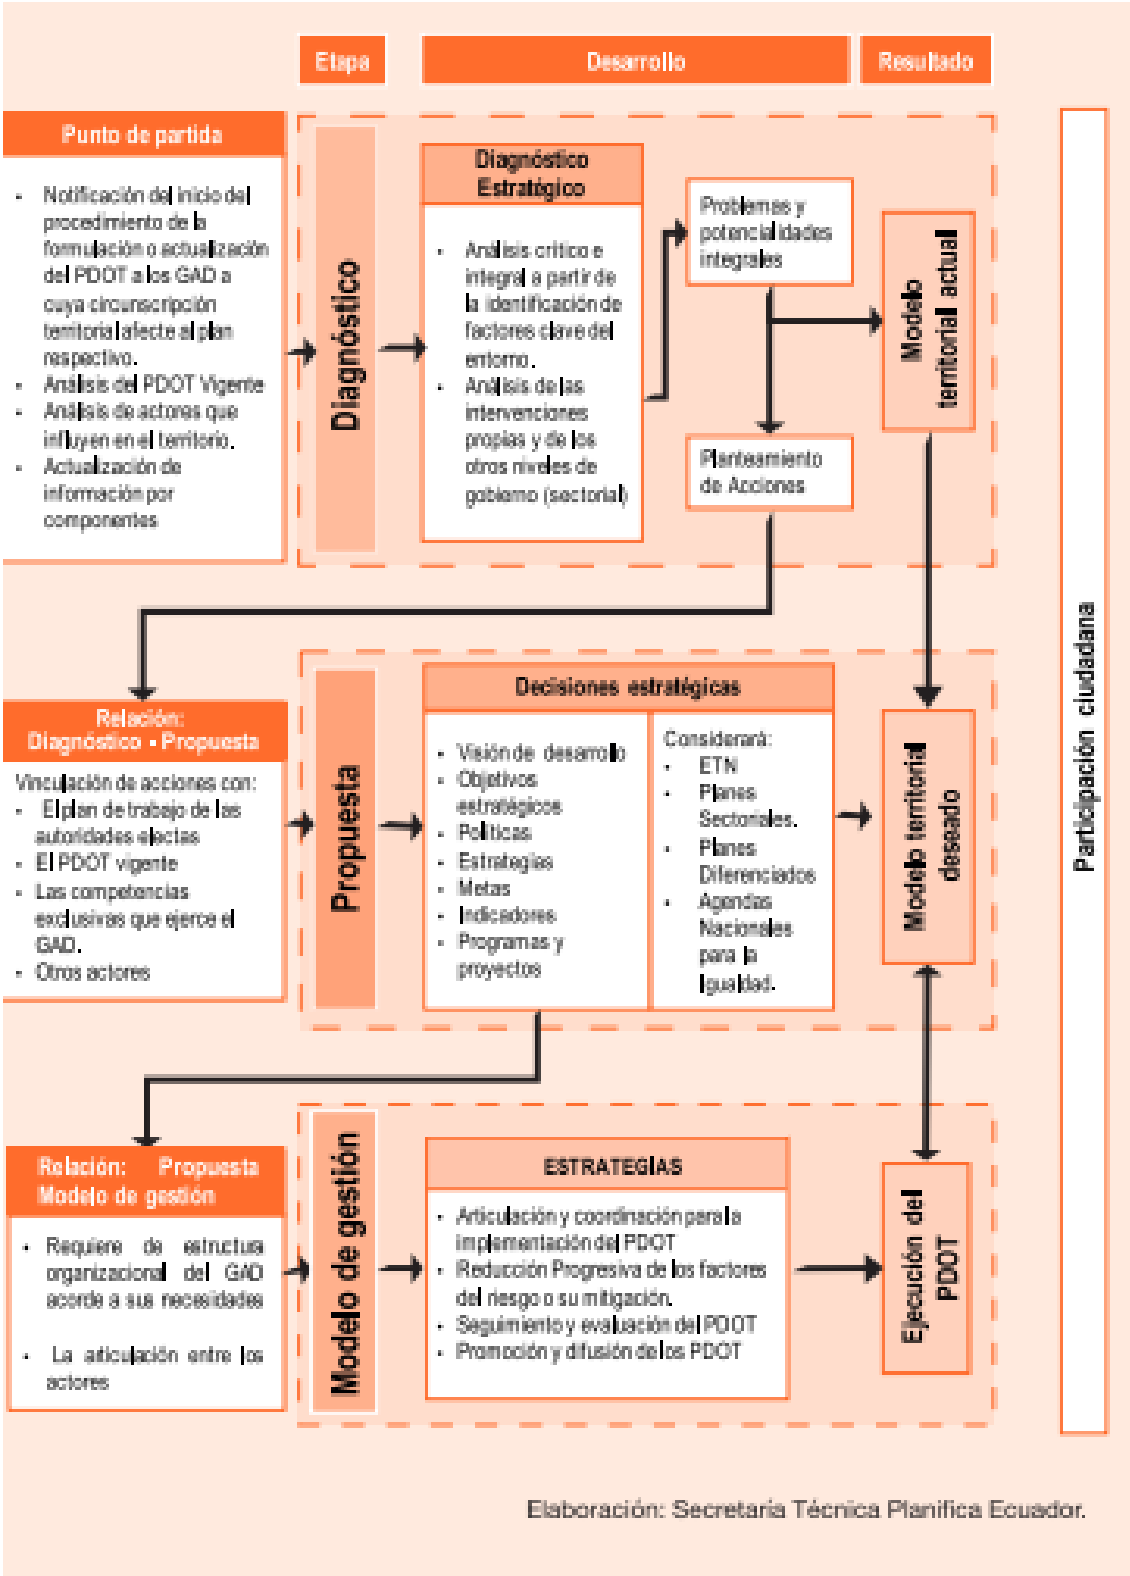 Etapa
Desarrollo
Resultado
Punto de partida
- Notificación del inicio del
procedimiento de la
formulación o actualización
del PDOT a los GAD a
cuya circunscripción
territorial afecte al plan
respectivo.
- Análisis del PDOT Vigente
- Análisis de actores que
influyen en el territorio.
- Actualización de
información por
componentes
Diagnóstico
Diagnóstico
Estratégico
- Análisis crítico e
integral a partir de
la identificación de
factores clave del
entorno.
- Análisis de las
intervenciones
propias y de los
otros niveles de
gobierno (sectorial)
Problemas y
potencialidades
integrales
Planteamiento
de Acciones
Modelo
territorial actual
Relación:
Diagnóstico - Propuesta
Vinculación de acciones con:
- El plan de trabajo de las
autoridades electas
- El PDOT vigente
- Las competencias
exclusivas que ejerce el
GAD.
- Otros actores
Propuesta
Decisiones estratégicas
- Visión de desarrollo
- Objetivos
estratégicos
- Políticas
- Estrategias
- Metas
- Indicadores
- Programas y
proyectos
Considerará:
- ETN
- Planes
Sectoriales.
- Planes
Diferenciados
- Agendas
Nacionales
para la
Igualdad.
Modelo territorial
deseado
Relación: Propuesta
Modelo de gestión
- Requiere de estructura
organizacional del GAD
acorde a sus necesidades
- La articulación entre los
actores
Modelo de gestión
ESTRATEGIAS
- Articulación y coordinación para la
implementación del PDOT
- Reducción Progresiva de los factores
del riesgo o su mitigación.
- Seguimiento y evaluación del PDOT
- Promoción y difusión de los PDOT
Ejecución del
PDOT
Participación ciudadana
Elaboración: Secretaría Técnica Planifica Ecuador.